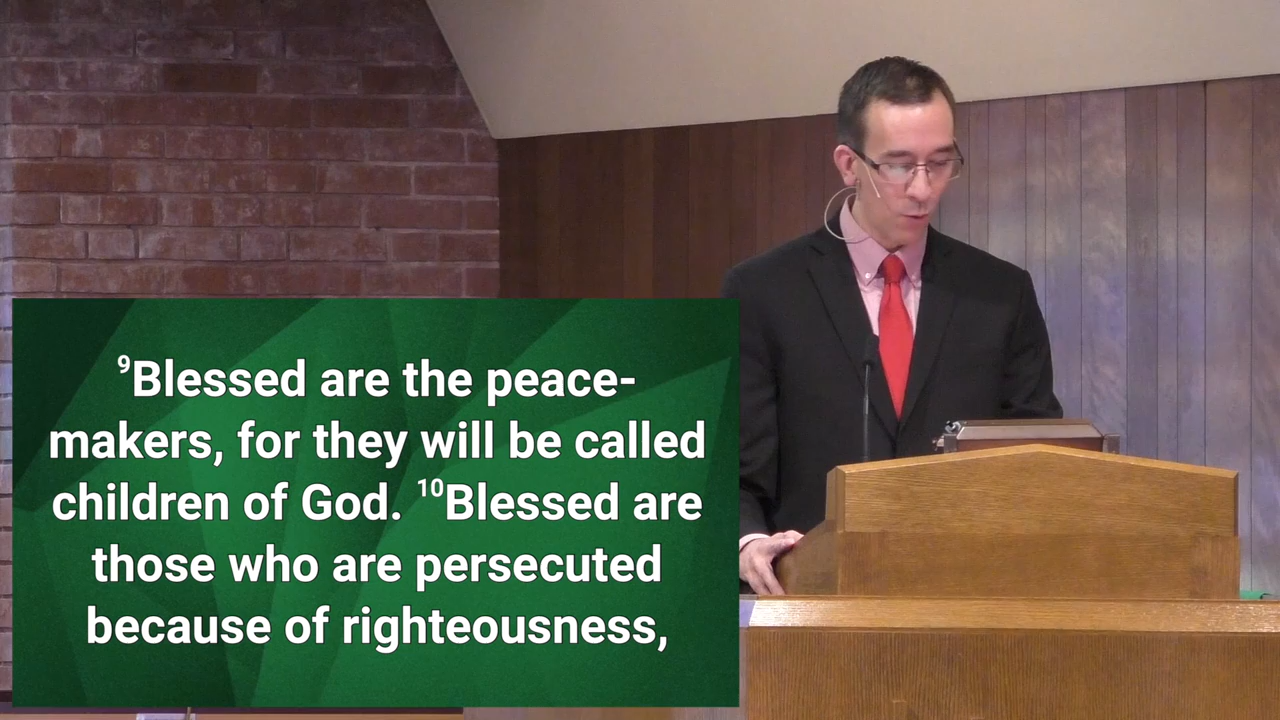 ⁹Blessed are the peace-
makers, for they will be called
children of God. ¹⁰Blessed are
those who are persecuted
because of righteousness,